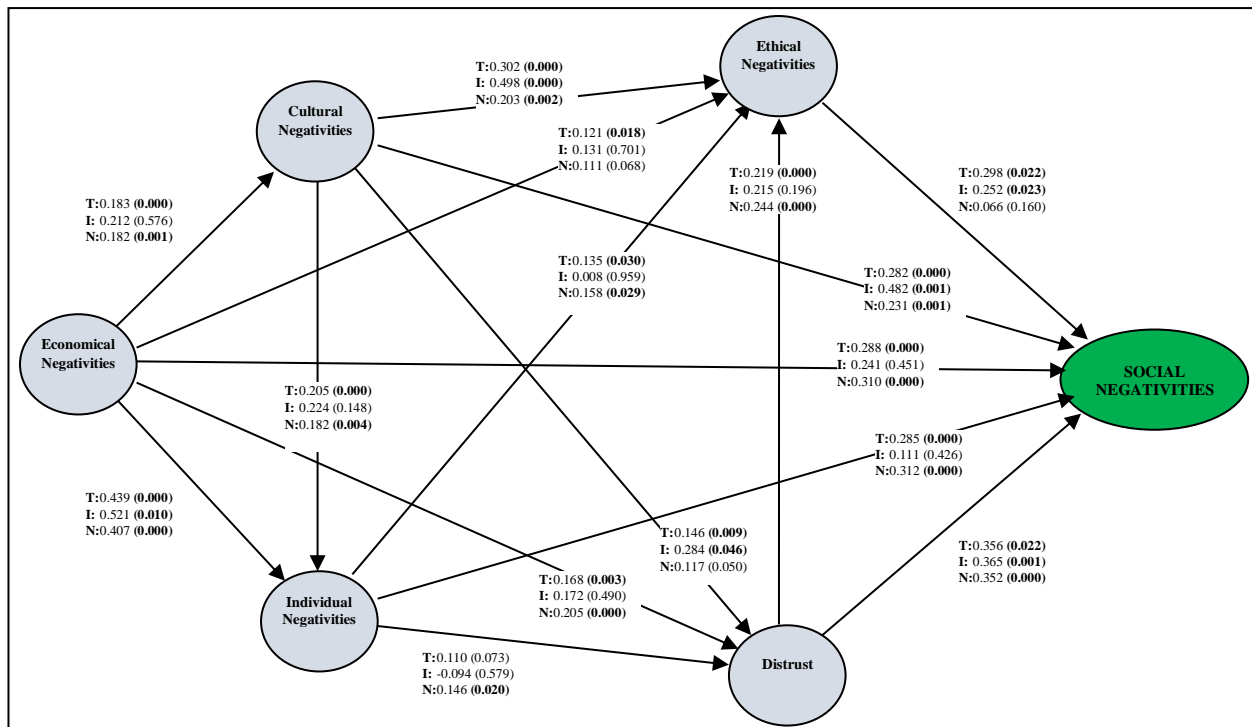 Ethical
Negativities
T:0.302 (0.000)
I: 0.498 (0.000)
N:0.203 (0.002)
Cultural
Negativities
T:0.121 (0.018)
I: 0.131 (0.701)
N:0.111 (0.068)
T:0.219 (0.000)
I: 0.215 (0.196)
N:0.244 (0.000)
T:0.298 (0.022)
I: 0.252 (0.023)
N:0.066 (0.160)
T:0.183 (0.000)
I: 0.212 (0.576)
N:0.182 (0.001)
T:0.135 (0.030)
I: 0.008 (0.959)
N:0.158 (0.029)
T:0.282 (0.000)
I: 0.482 (0.001)
N:0.231 (0.001)
Economical
Negativities
T:0.288 (0.000)
I: 0.241 (0.451)
N:0.310 (0.000)
SOCIAL
NEGATIVITIES
T:0.205 (0.000)
I: 0.224 (0.148)
N:0.182 (0.004)
T:0.285 (0.000)
I: 0.111 (0.426)
N:0.312 (0.000)
T:0.439 (0.000)
I: 0.521 (0.010)
N:0.407 (0.000)
T:0.146 (0.009)
I: 0.284 (0.046)
N:0.117 (0.050)
T:0.356 (0.022)
I: 0.365 (0.001)
N:0.352 (0.000)
T:0.168 (0.003)
I: 0.172 (0.490)
N:0.205 (0.000)
Individual
Negativities
T:0.110 (0.073)
I: -0.094 (0.579)
N:0.146 (0.020)
Distrust